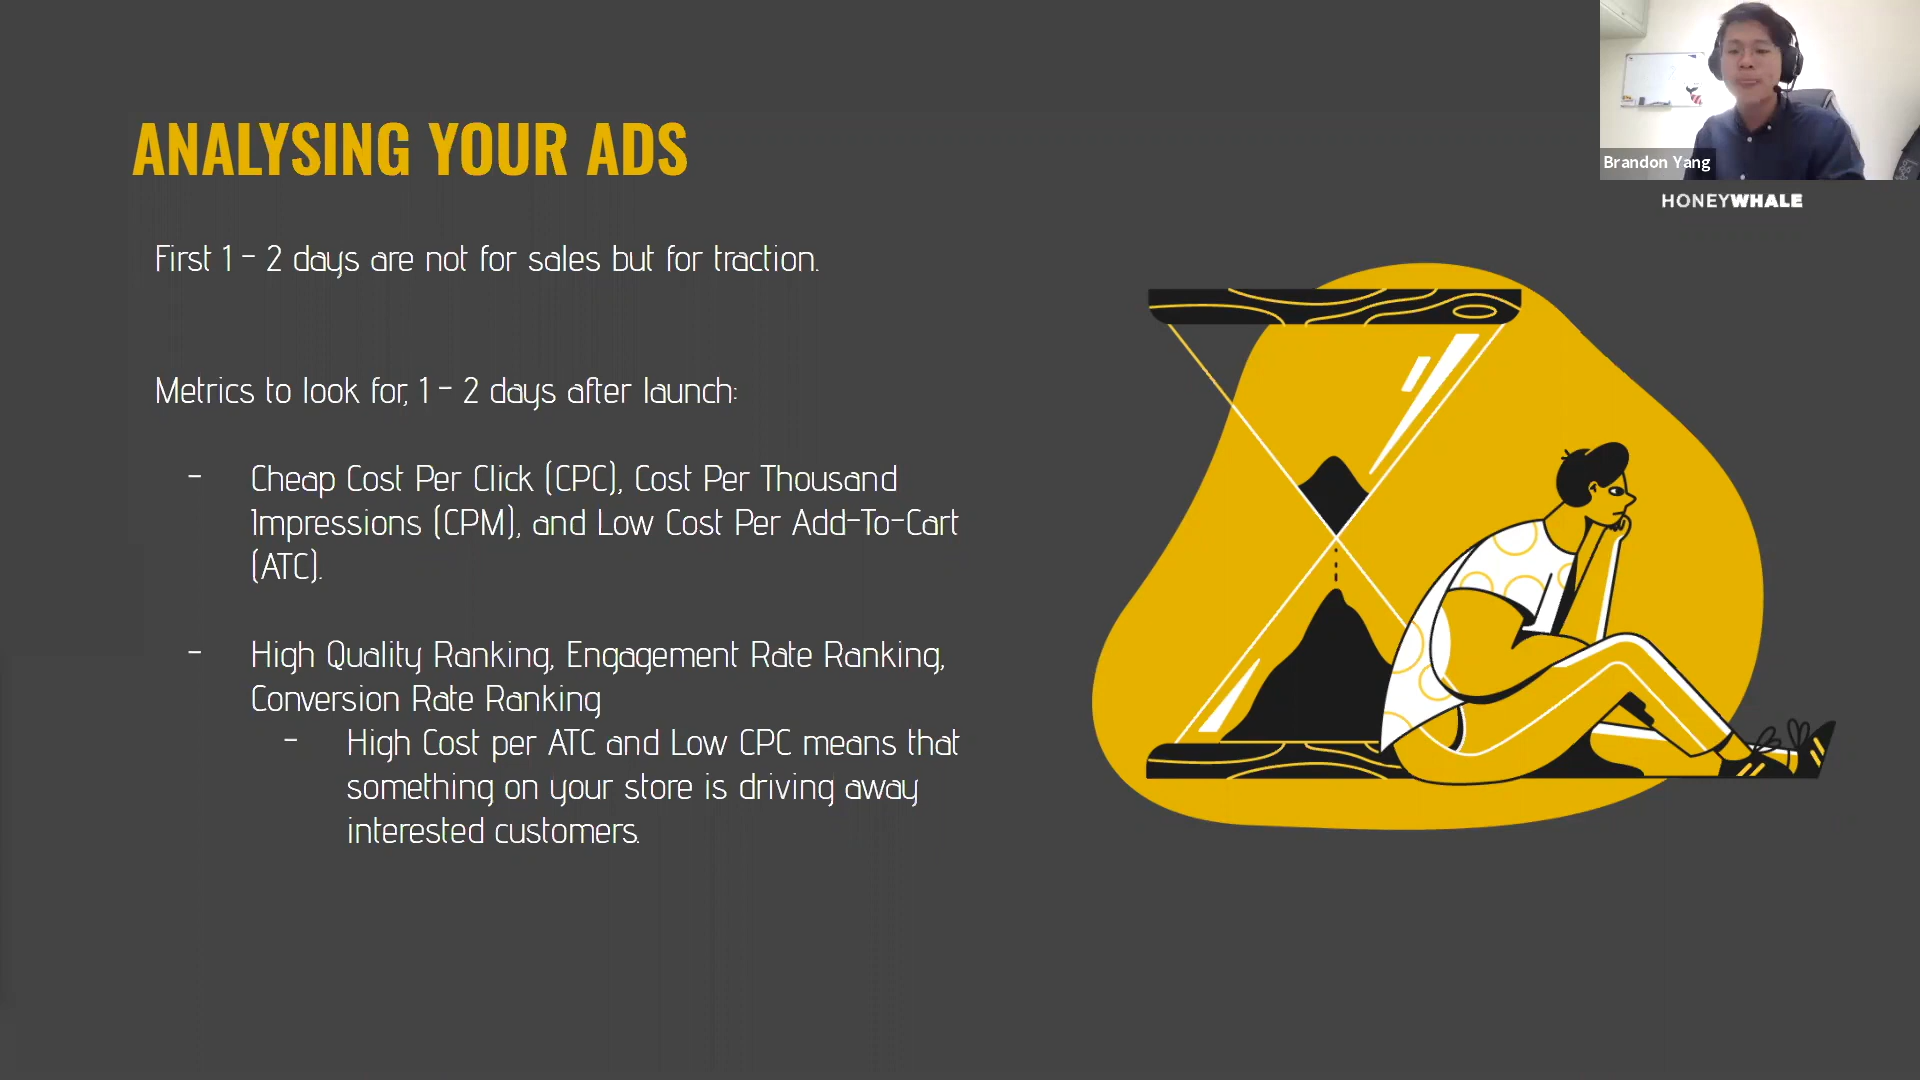 ANALYSING YOUR ADS
Brandon Yang
HONEYWHALE
First 1 - 2 days are not for sales but for traction.
Metrics to look for, 1 - 2 days after launch:
- Cheap Cost Per Click (CPC), Cost Per Thousand
Impressions (CPM), and Low Cost Per Add-To-Cart
(ATC).
- High Quality Ranking, Engagement Rate Ranking,
Conversion Rate Ranking
- High Cost per ATC and Low CPC means that
something on your store is driving away
interested customers.